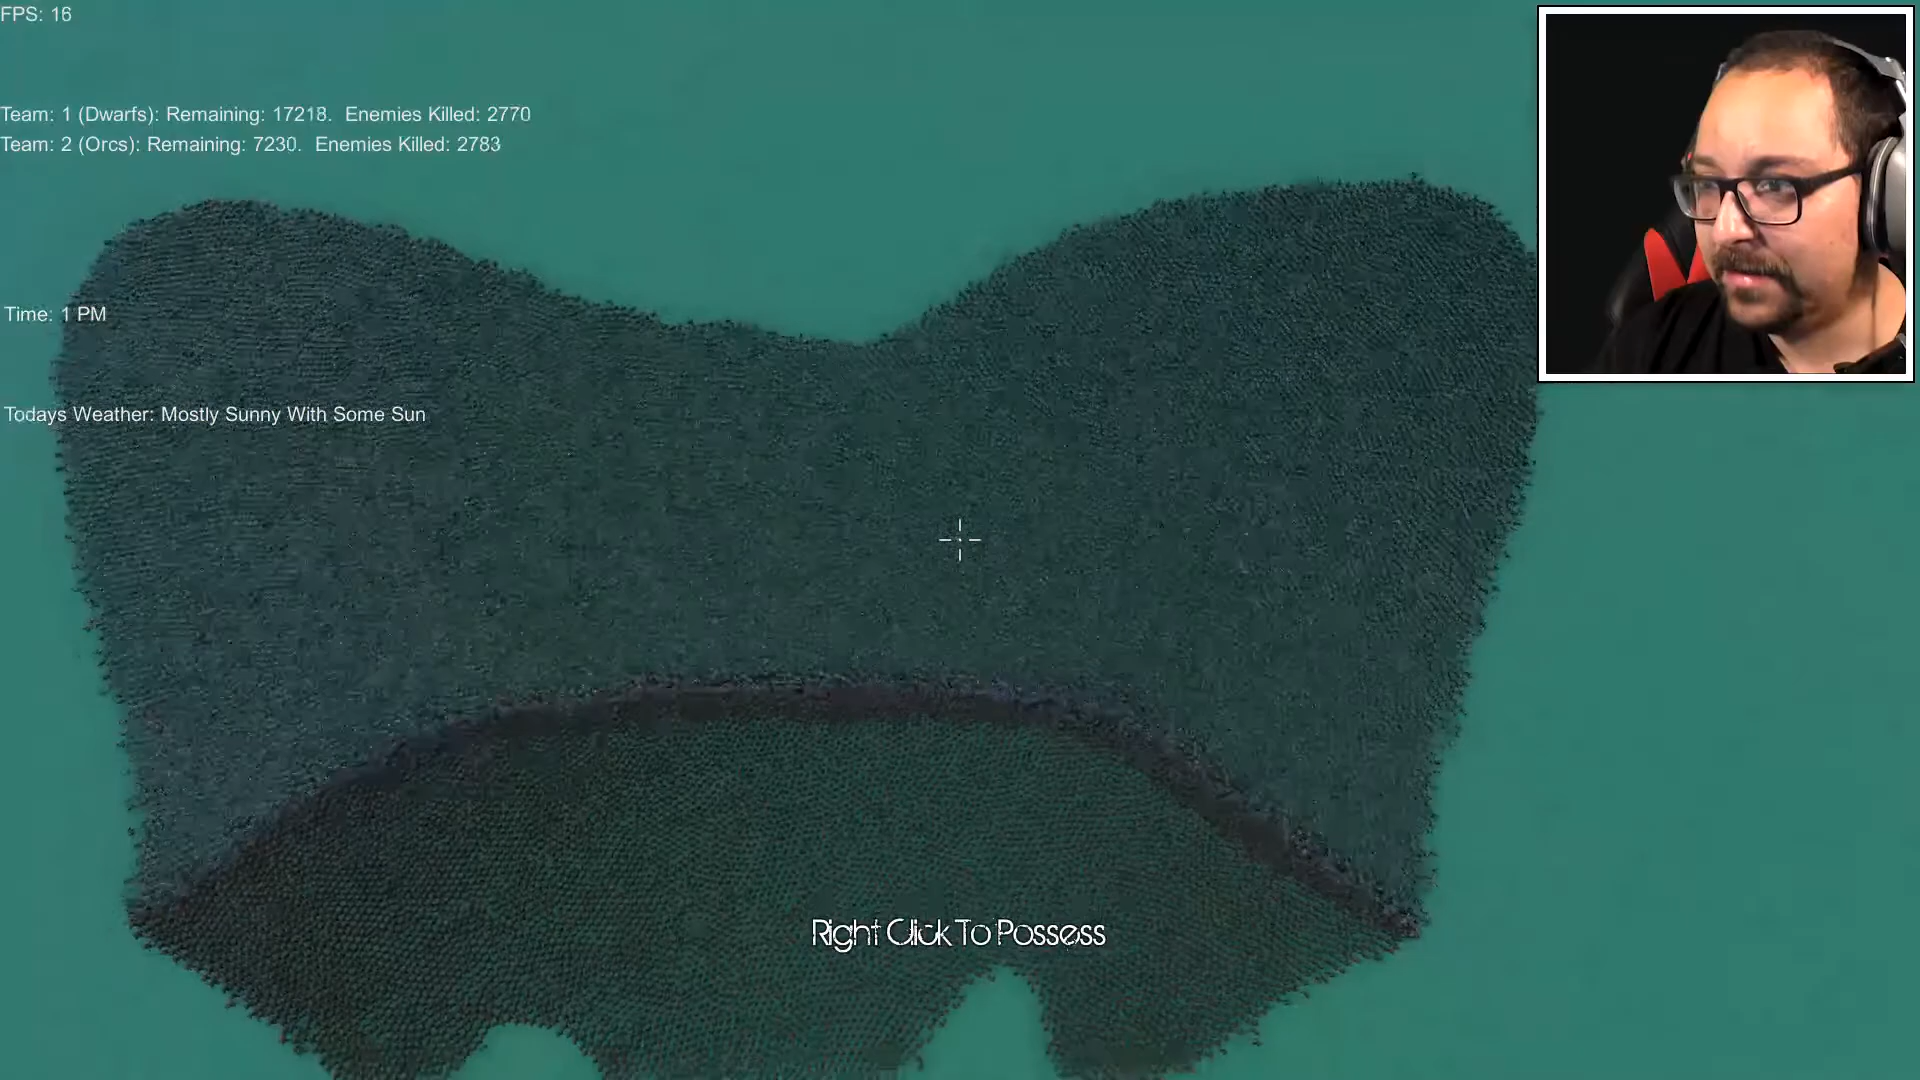 FPS: 16
Team: 1 (Dwarfs): Remaining: 17218. Enemies Killed: 2770
Team: 2 (Orcs): Remaining: 7230. Enemies Killed: 2783
Time: 1 PM
Todays Weather: Mostly Sunny With Some Sun
Right Click To Possess